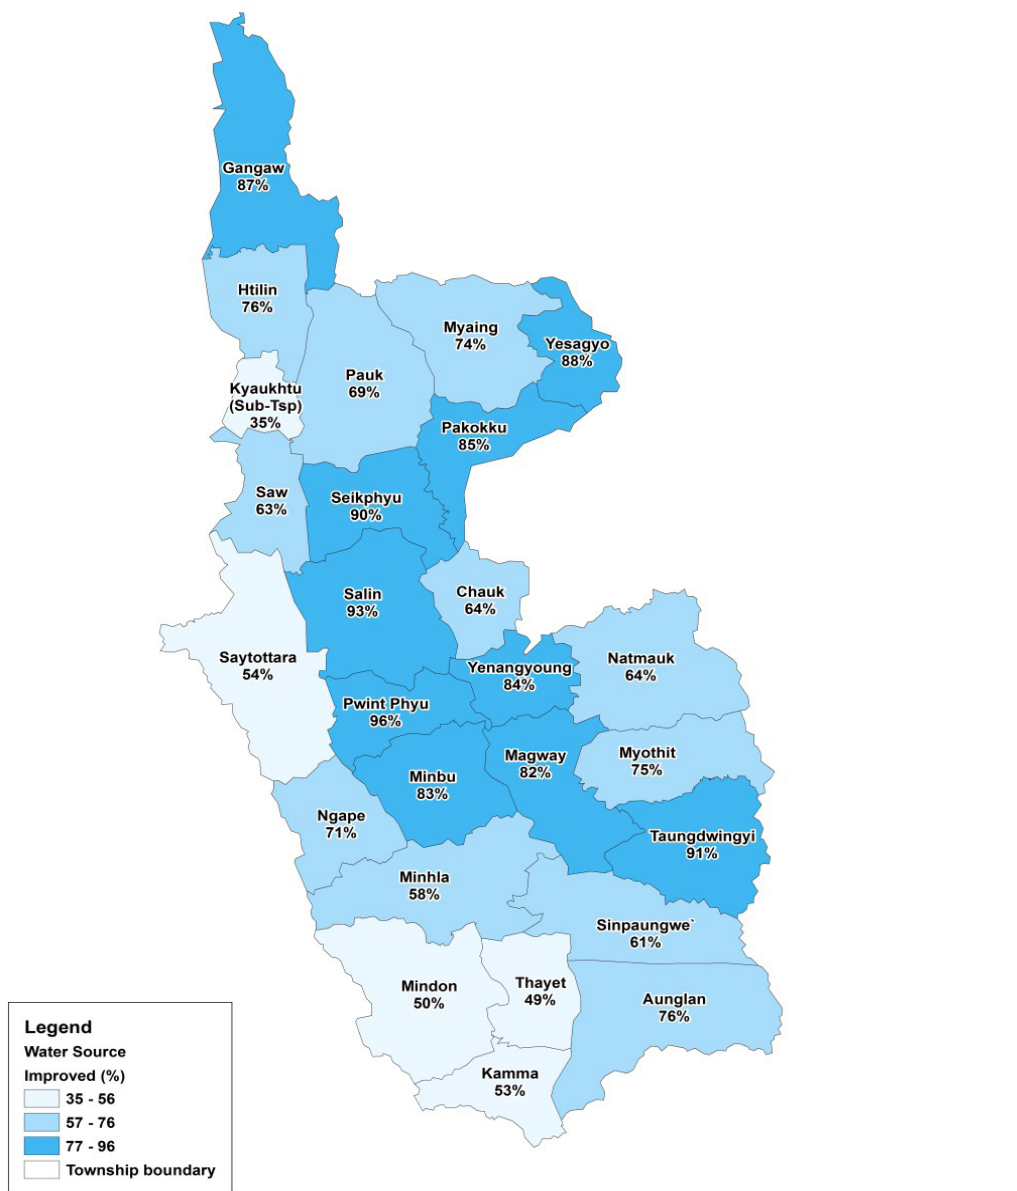 Gangaw
87%
Htilin
76%
Myaing
74%
Yesagyo
88%
Pauk
69%
Kyaukhtu
(Sub-Tsp)
35%
Pakokku
85%
Saw
63%
Seikphyu
90%
Salin
93%
Chauk
64%
Saytottara
54%
Yenangyoung
84%
Natmauk
64%
Pwint Phyu
96%
Magway
82%
Myothit
75%
Minbu
83%
Ngape
71%
Taungdwingyi
91%
Minhla
58%
Sinpaungwe`
61%
Mindon
50%
Thayet
49%
Aunglan
76%
Kamma
53%
Legend
Water Source
Improved (%)
35 - 56
57 - 76
77 - 96
Township boundary